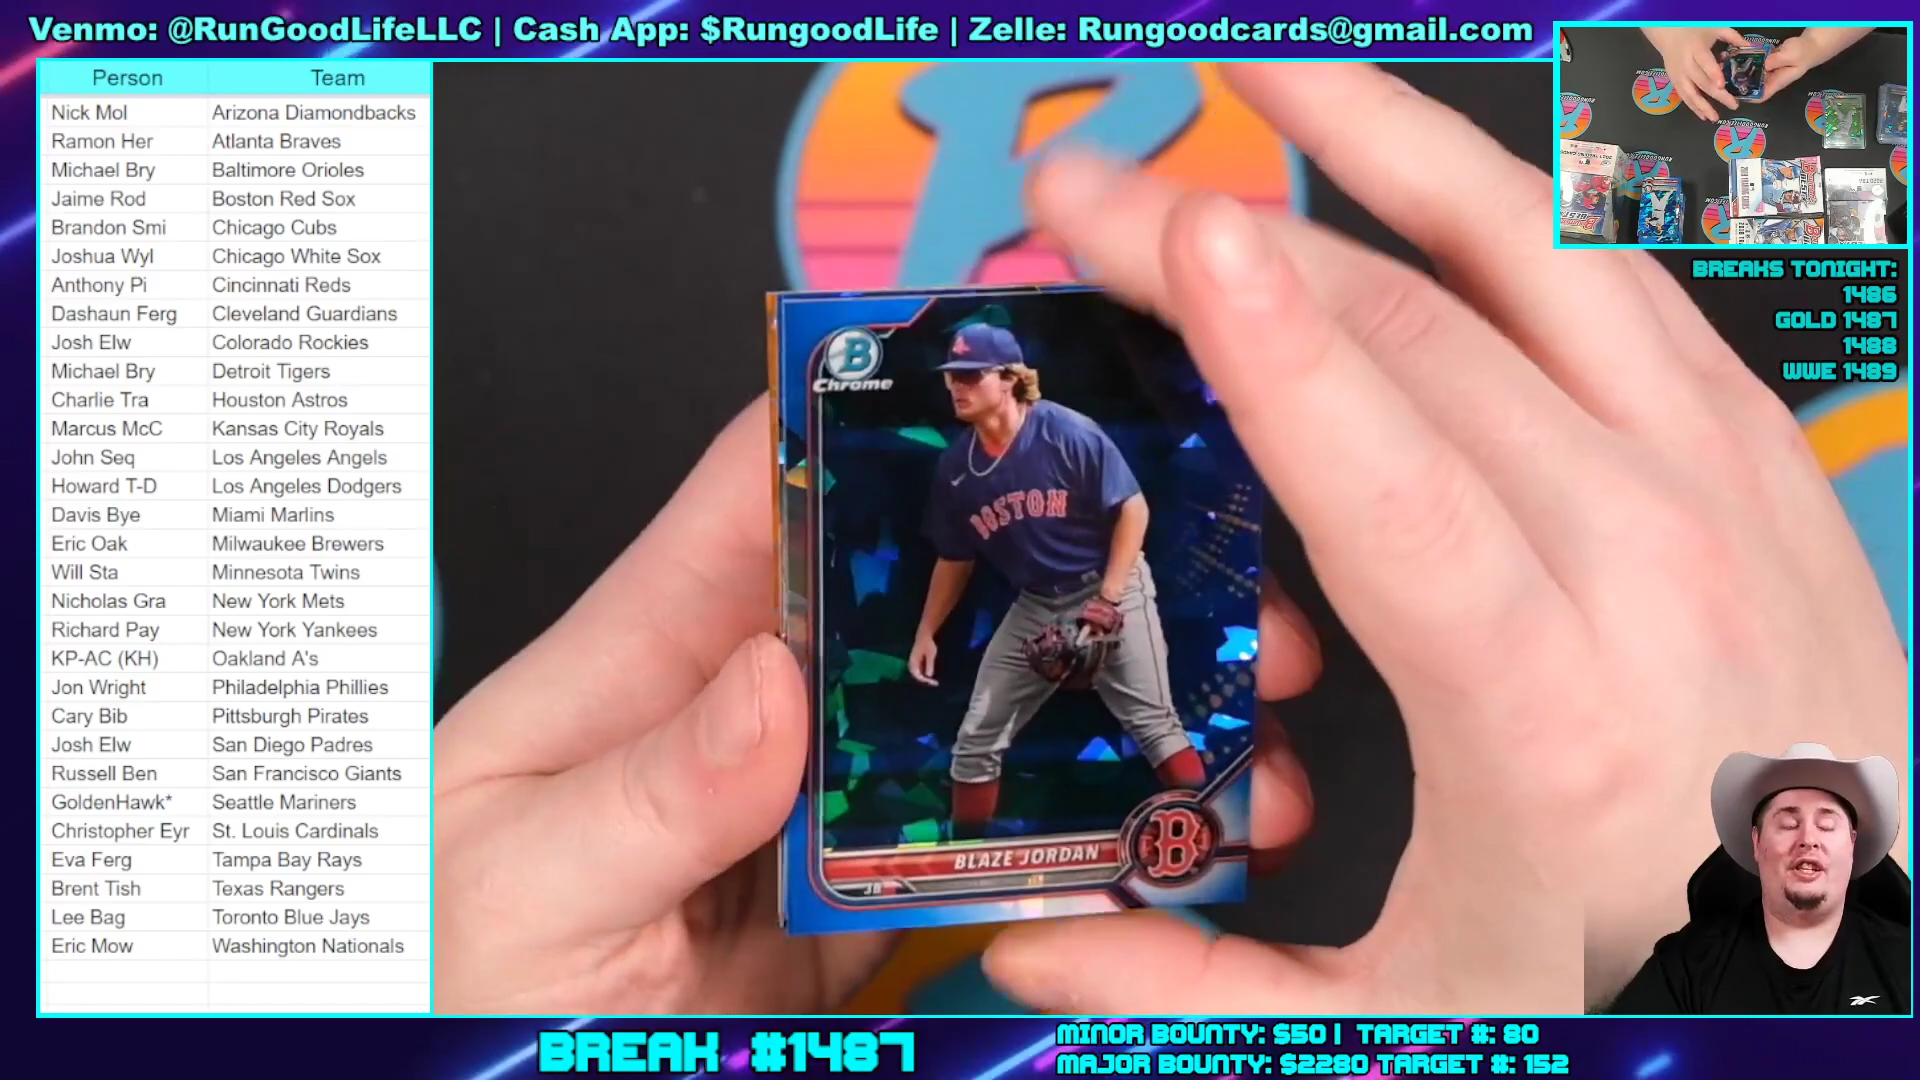 Venmo: @RunGoodLifeLLC | Cash App: $RungoodLife | Zelle: Rungoodcards@gmail.com
Person Team
Nick Mol Arizona Diamondbacks
Ramon Her Atlanta Braves
Michael Bry Baltimore Orioles
Jaime Rod Boston Red Sox
Brandon Smi Chicago Cubs
Joshua Wyl Chicago White Sox
Anthony Pi Cincinnati Reds
Dashaun Ferg Cleveland Guardians
Josh Elw Colorado Rockies
Michael Bry Detroit Tigers
Charlie Tra Houston Astros
Marcus McC Kansas City Royals
John Seq Los Angeles Angels
Howard T-D Los Angeles Dodgers
Davis Bye Miami Marlins
Eric Oak Milwaukee Brewers
Will Sta Minnesota Twins
Nicholas Gra New York Mets
Richard Pay New York Yankees
KP-AC (KH) Oakland A's
Jon Wright Philadelphia Phillies
Cary Bib Pittsburgh Pirates
Josh Elw San Diego Padres
Russell Ben San Francisco Giants
GoldenHawk* Seattle Mariners
Christopher Eyr St. Louis Cardinals
Eva Ferg Tampa Bay Rays
Brent Tish Texas Rangers
Lee Bag Toronto Blue Jays
Eric Mow Washington Nationals
R
B
Chrome
BOSTON
BLAZE JORDAN
3B
B
BREAKS TONIGHT:
1486
GOLD 1487
1488
WWE 1489
BREAK #1487
MINOR BOUNTY: $50 | TARGET #: 80
MAJOR BOUNTY: $2280 TARGET #: 152